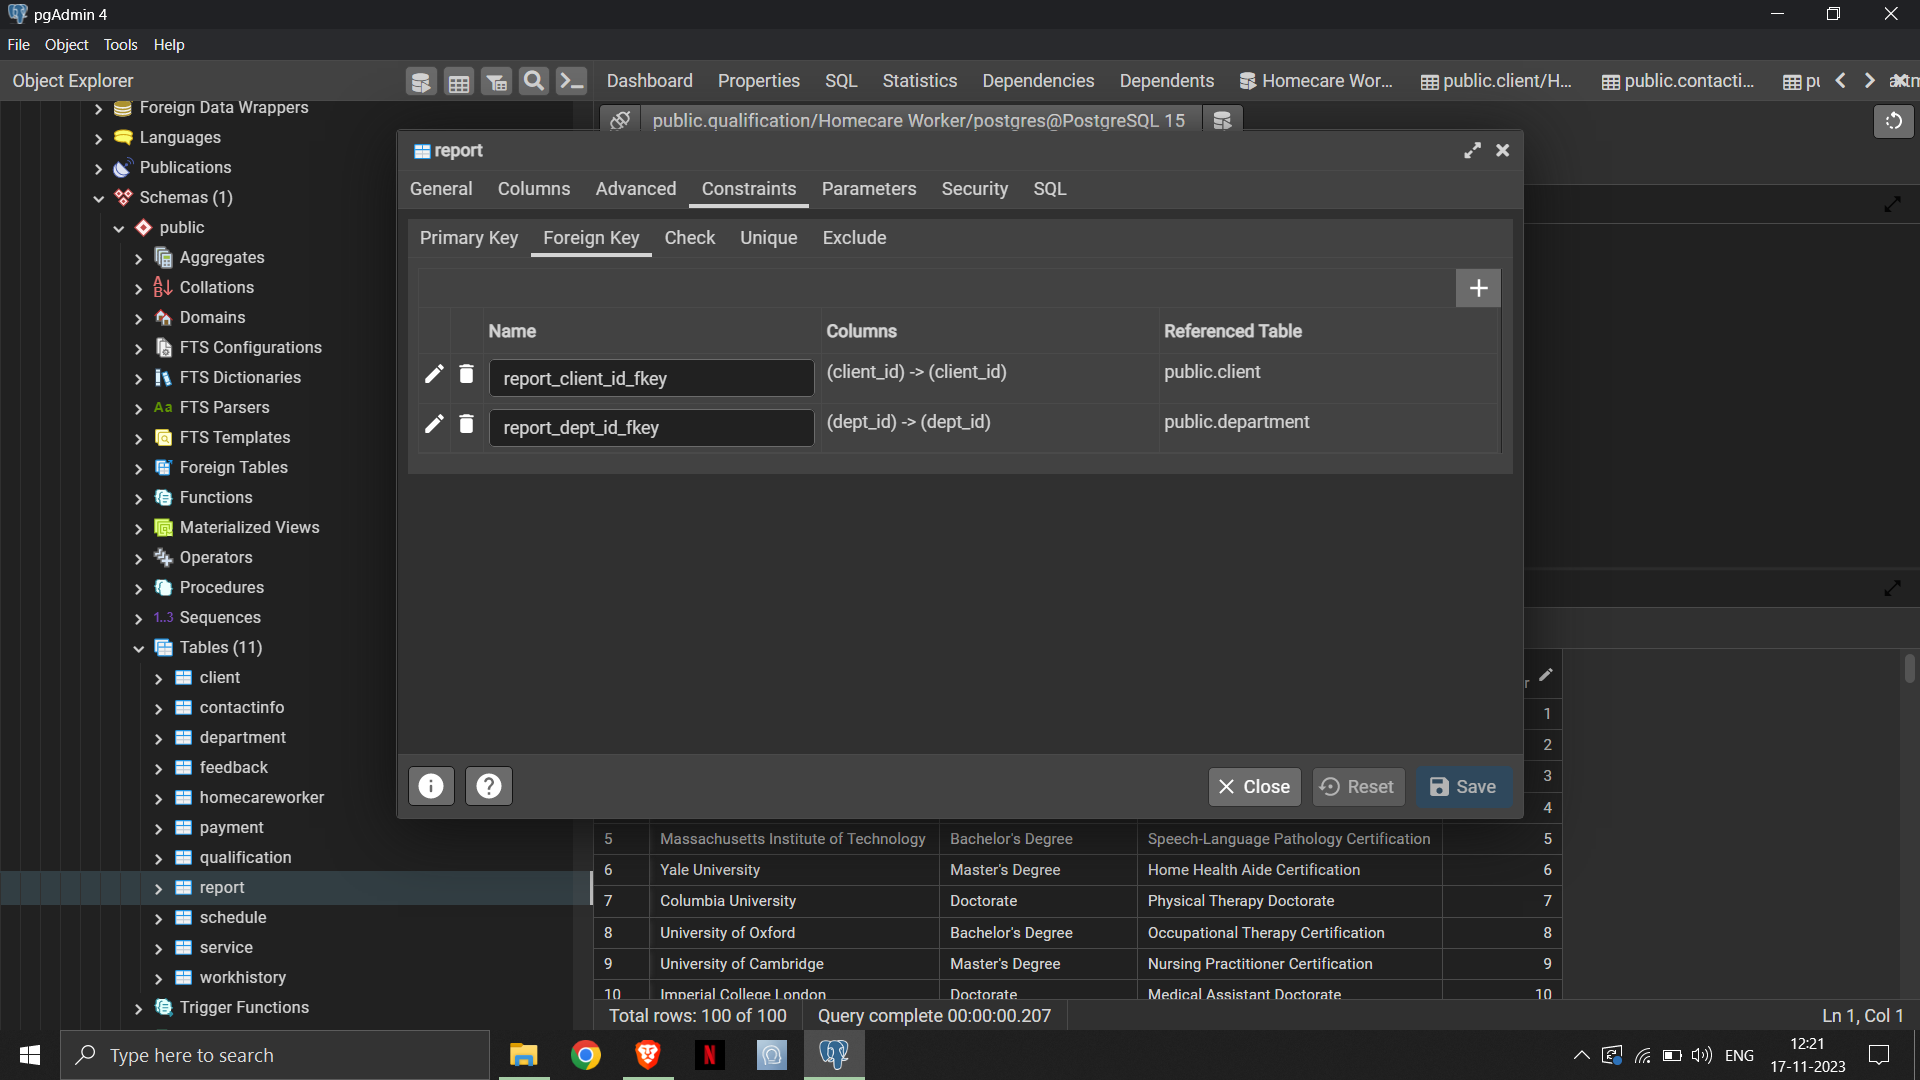 pgAdmin 4
File Object Tools Help
Object Explorer
Dashboard Properties SQL Statistics Dependencies Dependents Homecare Wor... public.client/H... public.contacti... pu
Foreign Data Wrappers
Languages
Publications
Schemas (1)
public
Aggregates
Collations
Domains
FTS Configurations
FTS Dictionaries
Aa FTS Parsers
FTS Templates
Foreign Tables
Functions
Materialized Views
Operators
Procedures
1..3 Sequences
Tables (11)
client
contactinfo
department
feedback
homecareworker
payment
qualification
report
schedule
service
workhistory
Trigger Functions
public.qualification/Homecare Worker/postgres@PostgreSQL 15
report
General Columns Advanced Constraints Parameters Security SQL
Primary Key Foreign Key Check Unique Exclude
Name Columns Referenced Table
report_client_id_fkey (client_id) -> (client_id) public.client
report_dept_id_fkey (dept_id) -> (dept_id) public.department
Close Reset Save
r
1
2
3
4
5 Massachusetts Institute of Technology Bachelor's Degree Speech-Language Pathology Certification 5
6 Yale University Master's Degree Home Health Aide Certification 6
7 Columbia University Doctorate Physical Therapy Doctorate 7
8 University of Oxford Bachelor's Degree Occupational Therapy Certification 8
9 University of Cambridge Master's Degree Nursing Practitioner Certification 9
10 Imperial College London Doctorate Medical Assistant Doctorate 10
Total rows: 100 of 100 Query complete 00:00:00.207 Ln 1, Col 1
Type here to search
ENG
12:21
17-11-2023